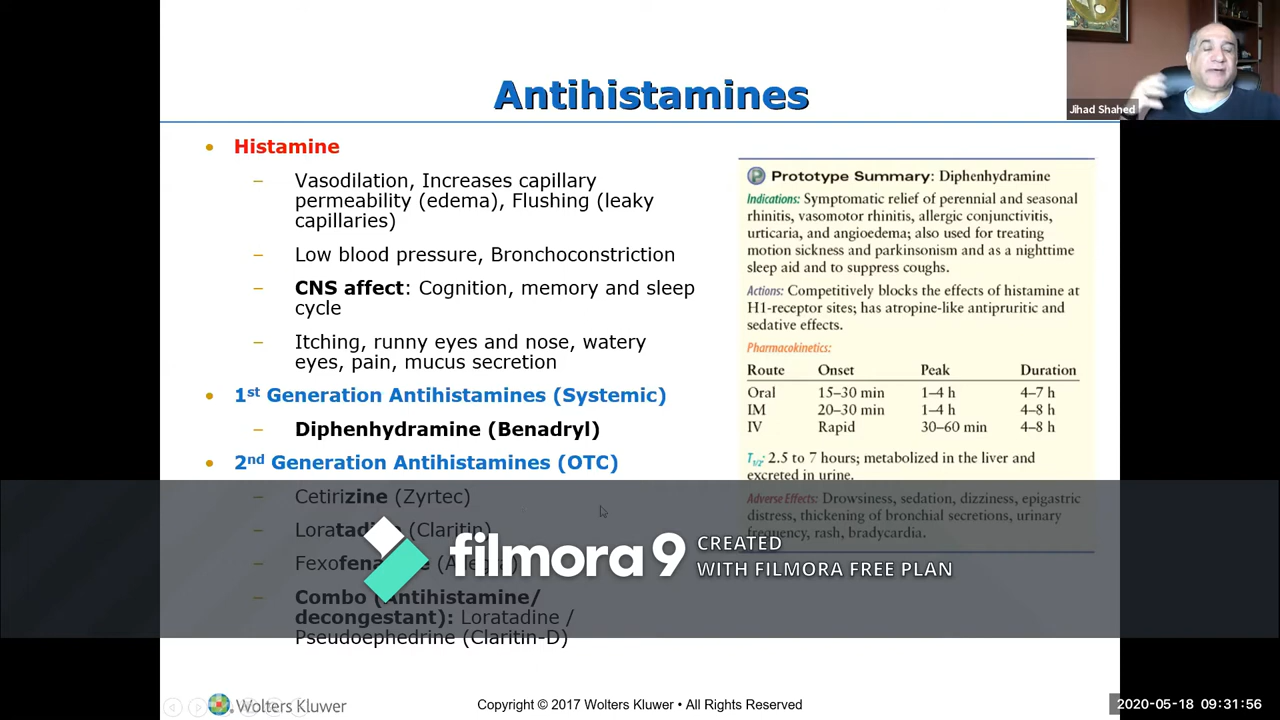 Antihistamines
Jihad Shahed
• Histamine
– Vasodilation, Increases capillary
permeability (edema), Flushing (leaky
capillaries)
– Low blood pressure, Bronchoconstriction
– CNS affect: Cognition, memory and sleep
cycle
– Itching, runny eyes and nose, watery
eyes, pain, mucus secretion
• 1st Generation Antihistamines (Systemic)
– Diphenhydramine (Benadryl)
• 2nd Generation Antihistamines (OTC)
– Cetirizine (Zyrtec)
– Loratadine (Claritin)
– Combo (Antihistamine/
decongestant): Loratadine /
Pseudoephedrine (Claritin-D)
P Prototype Summary: Diphenhydramine
Indications: Symptomatic relief of perennial and seasonal
rhinitis, vasomotor rhinitis, allergic conjunctivitis,
urticaria, and angioedema; also used for treating
motion sickness and parkinsonism and as a nighttime
sleep aid and to suppress coughs.
Actions: Competitively blocks the effects of histamine at
H1-receptor sites; has atropine-like antipruritic and
sedative effects.
Pharmacokinetics:
Route Onset Peak Duration
Oral 15–30 min 1–4 h 4–7 h
IM 20–30 min 1–4 h 4–8 h
IV Rapid 30–60 min 4–8 h
T1/2: 2.5 to 7 hours; metabolized in the liver and
excreted in urine.
Adverse Effects: Drowsiness, sedation, dizziness, epigastric
distress, thickening of bronchial secretions, urinary
frequency, rash, bradycardia.
filmora 9
CREATED
WITH FILMORA FREE PLAN
Wolters Kluwer
Copyright © 2017 Wolters Kluwer • All Rights Reserved
2020-05-18 09:31:56